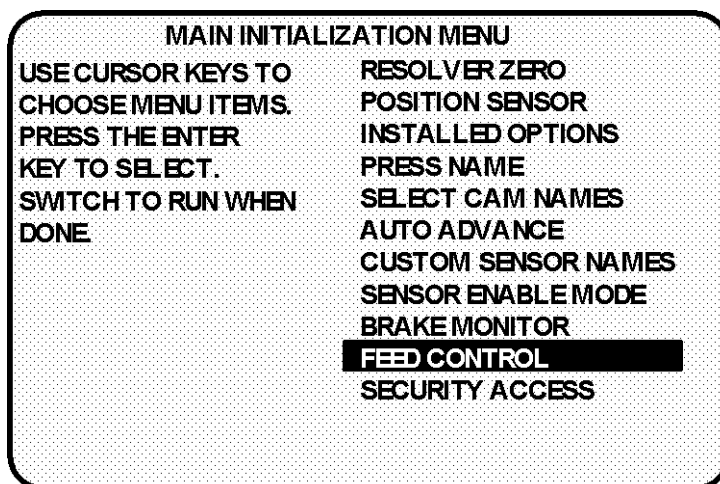 MAIN INITIALIZATION MENU
USE CURSOR KEYS TO
CHOOSE MENU ITEMS.
PRESS THE ENTER
KEY TO SELECT.
SWITCH TO RUN WHEN
DONE.
RESOLVER ZERO
POSITION SENSOR
INSTALLED OPTIONS
PRESS NAME
SELECT CAM NAMES
AUTO ADVANCE
CUSTOM SENSOR NAMES
SENSOR ENABLE MODE
BRAKE MONITOR
FEED CONTROL
SECURITY ACCESS